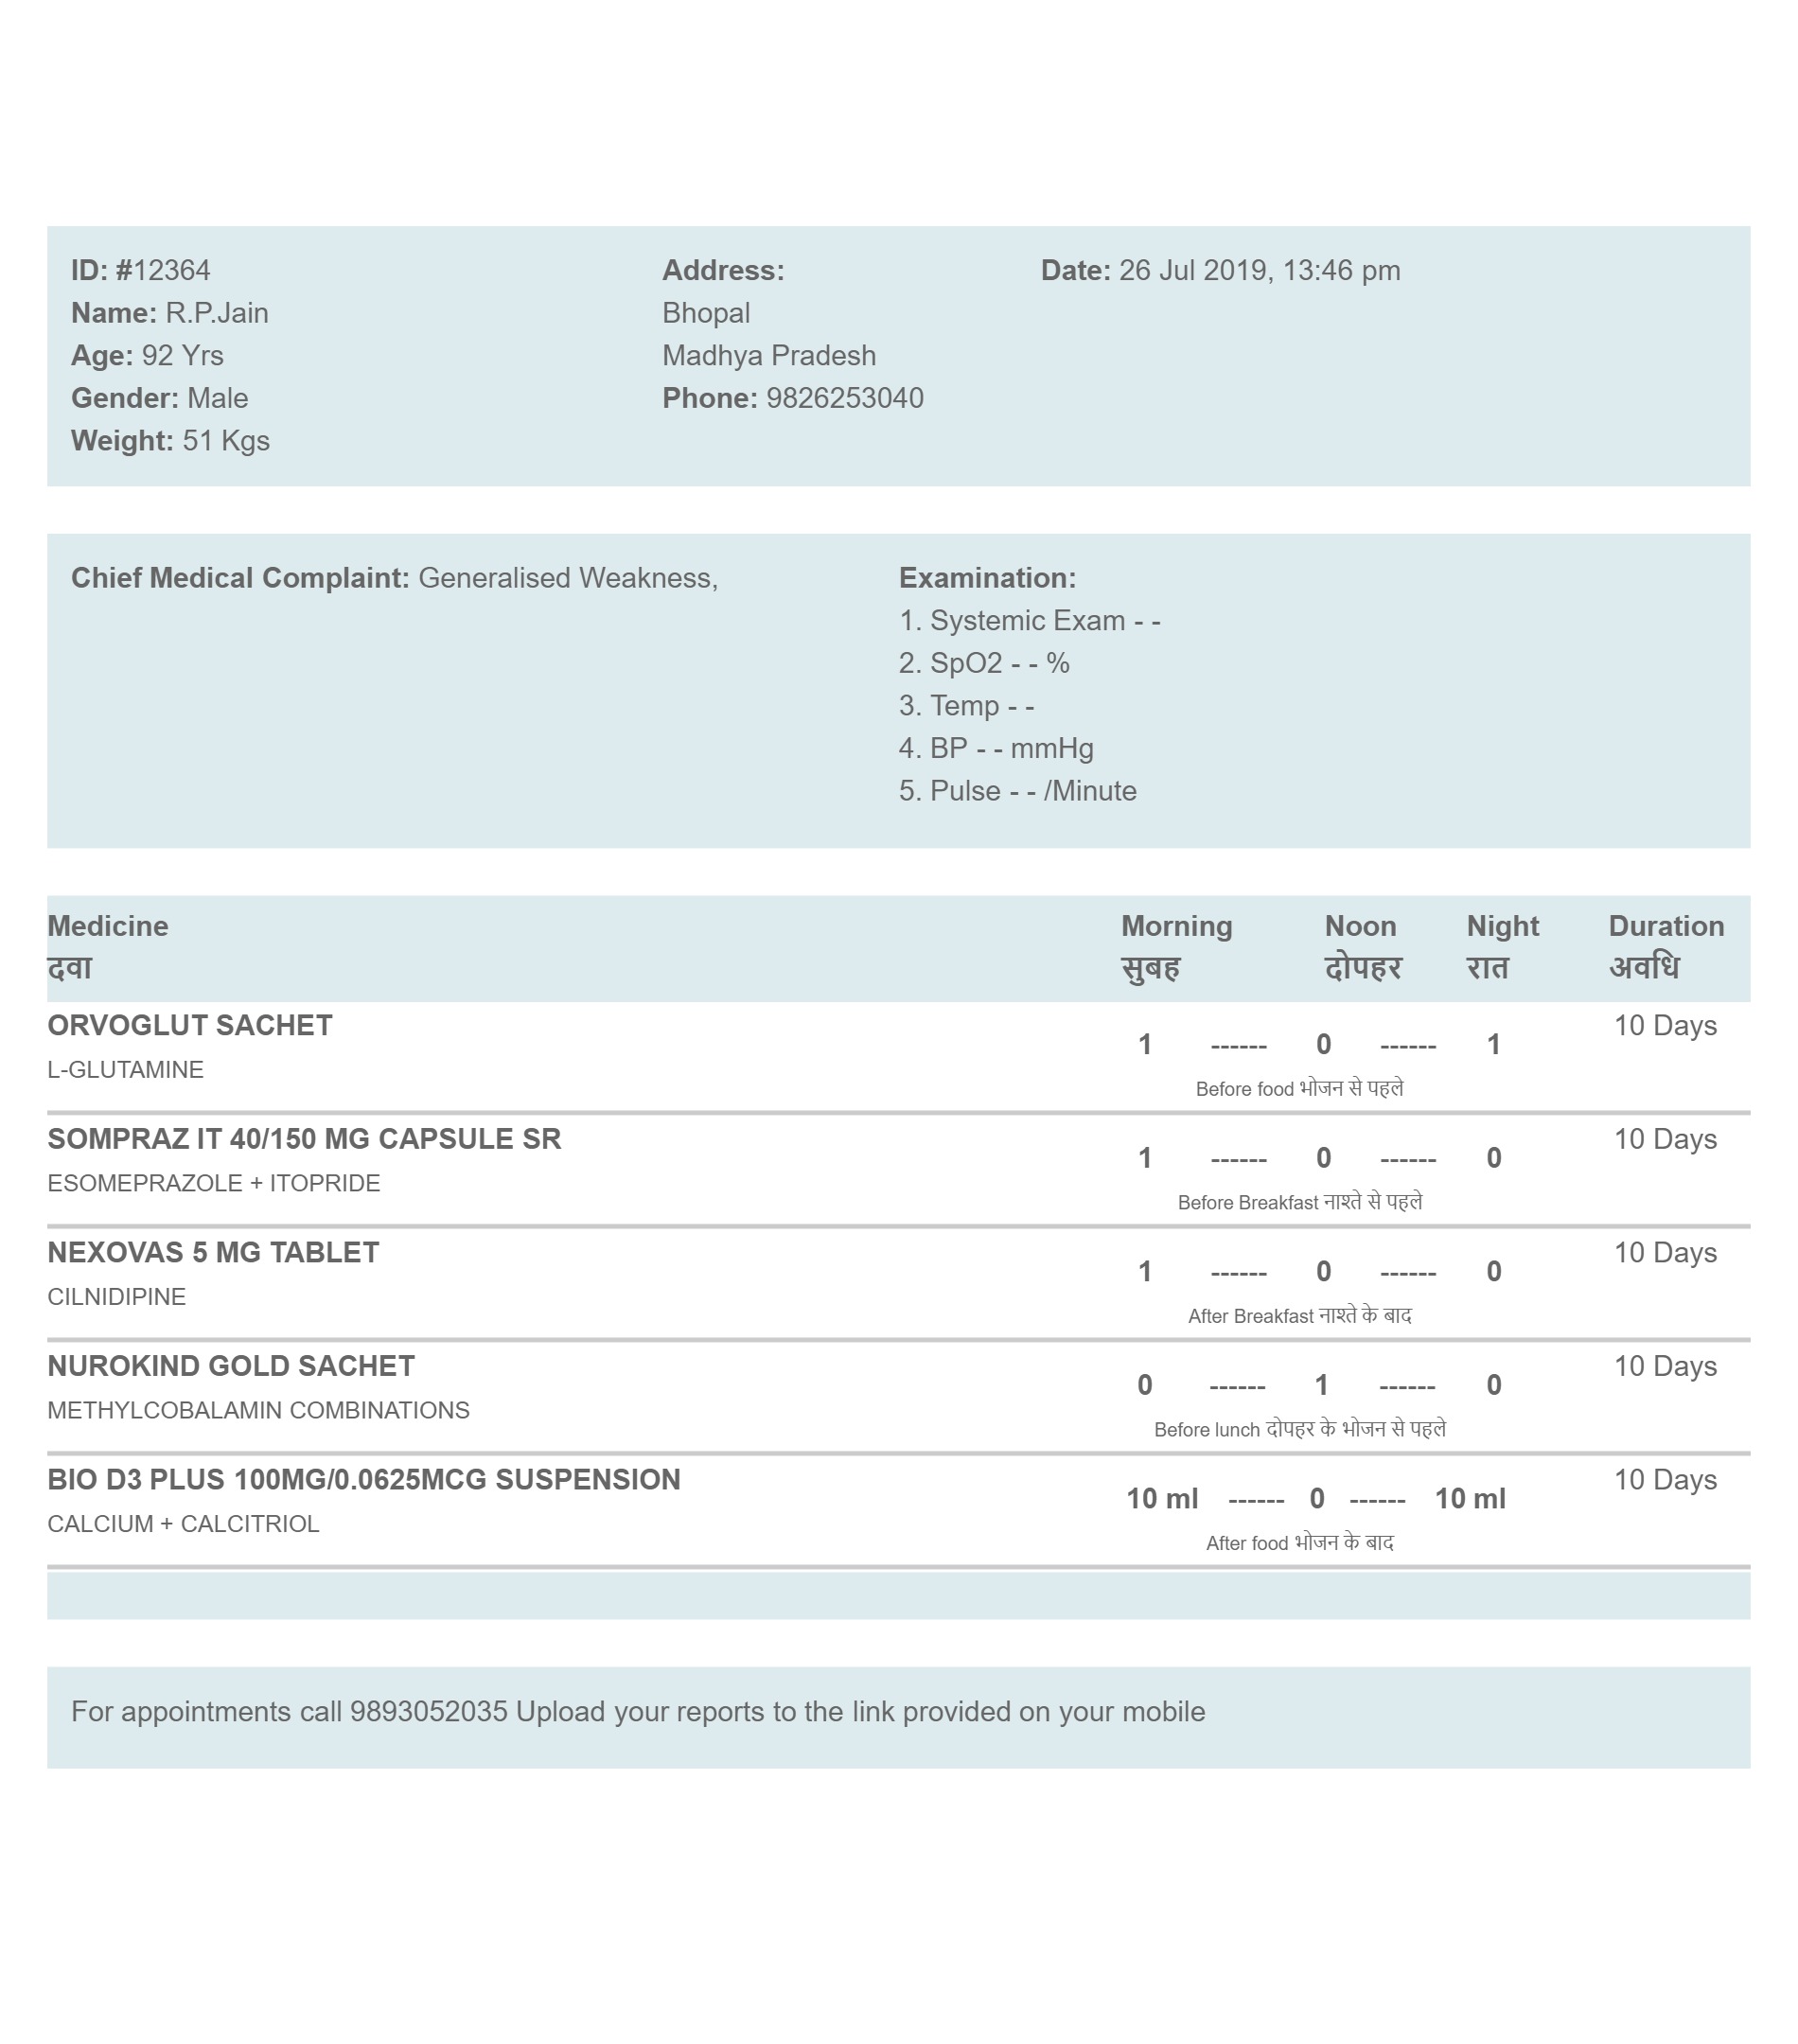 ID: #12364
Name: R.P.Jain
Age: 92 Yrs
Gender: Male
Weight: 51 Kgs
Address:
Bhopal
Madhya Pradesh
Phone: 9826253040
Date: 26 Jul 2019, 13:46 pm
Chief Medical Complaint: Generalised Weakness,
Examination:
1. Systemic Exam - -
2. SpO2 - - %
3. Temp - -
4. BP - - mmHg
5. Pulse - - /Minute
Medicine Morning Noon Night Duration
दवा सुबह दोपहर रात अवधि
ORVOGLUT SACHET 10 Days
1 ------ 0 ------ 1
L-GLUTAMINE
Before food भोजन से पहले
SOMPRAZ IT 40/150 MG CAPSULE SR 10 Days
1 ------ 0 ------ 0
ESOMEPRAZOLE + ITOPRIDE
Before Breakfast नाश्ते से पहले
NEXOVAS 5 MG TABLET 10 Days
1 ------ 0 ------ 0
CILNIDIPINE
After Breakfast नाश्ते के बाद
NUROKIND GOLD SACHET 10 Days
0 ------ 1 ------ 0
METHYLCOBALAMIN COMBINATIONS
Before lunch दोपहर के भोजन से पहले
BIO D3 PLUS 100MG/0.0625MCG SUSPENSION 10 Days
10 ml ------ 0 ------ 10 ml
CALCIUM + CALCITRIOL
After food भोजन के बाद
For appointments call 9893052035 Upload your reports to the link provided on your mobile